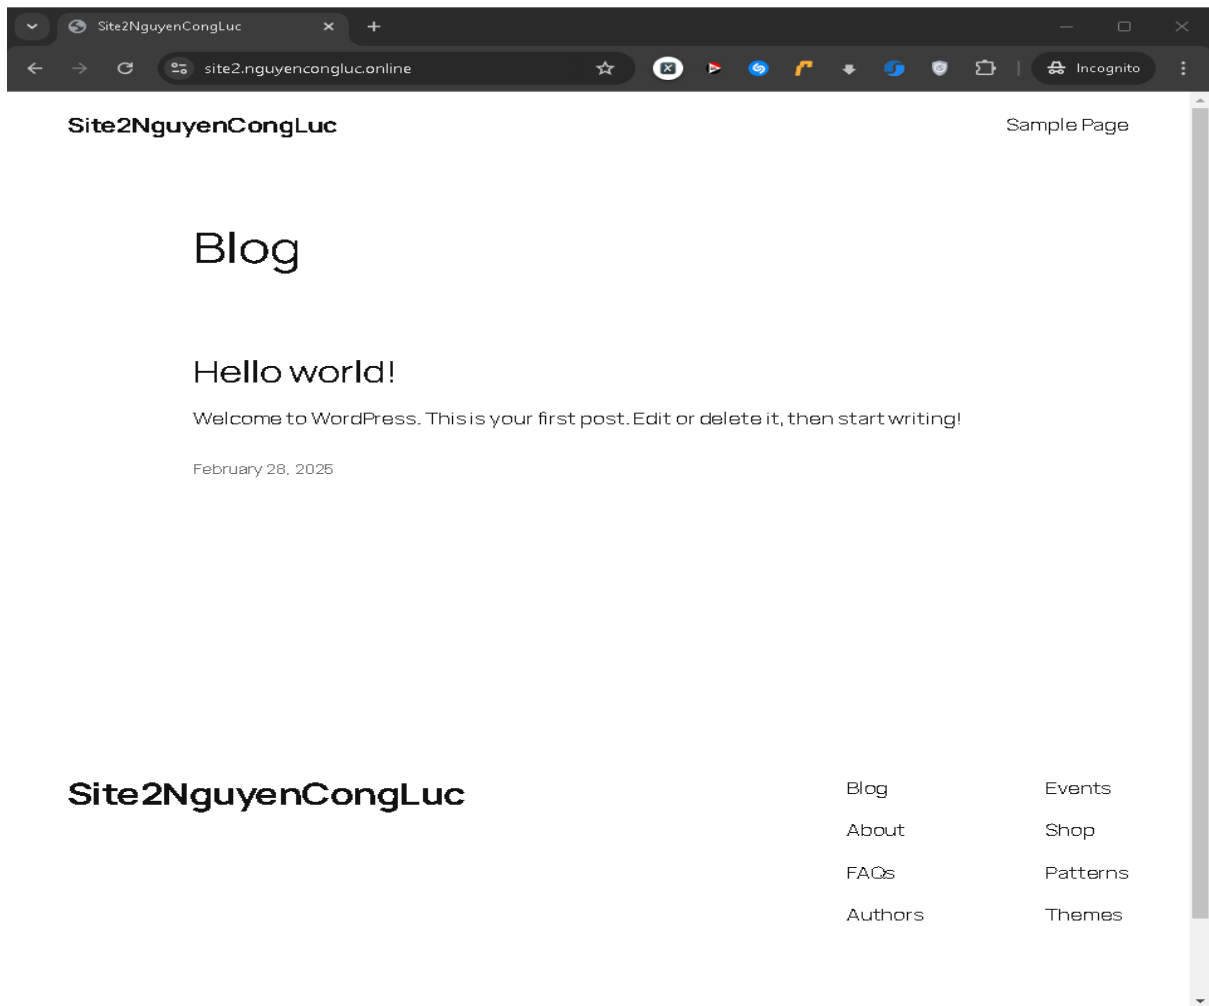 Site2NguyenCongLuc
site2.nguyencongluc.online
Incognito
Site2NguyenCongLuc
Sample Page
Blog
Hello world!
Welcome to WordPress. This is your first post. Edit or delete it, then start writing!
February 28, 2025
Site2NguyenCongLuc
Blog
About
FAQs
Authors
Events
Shop
Patterns
Themes